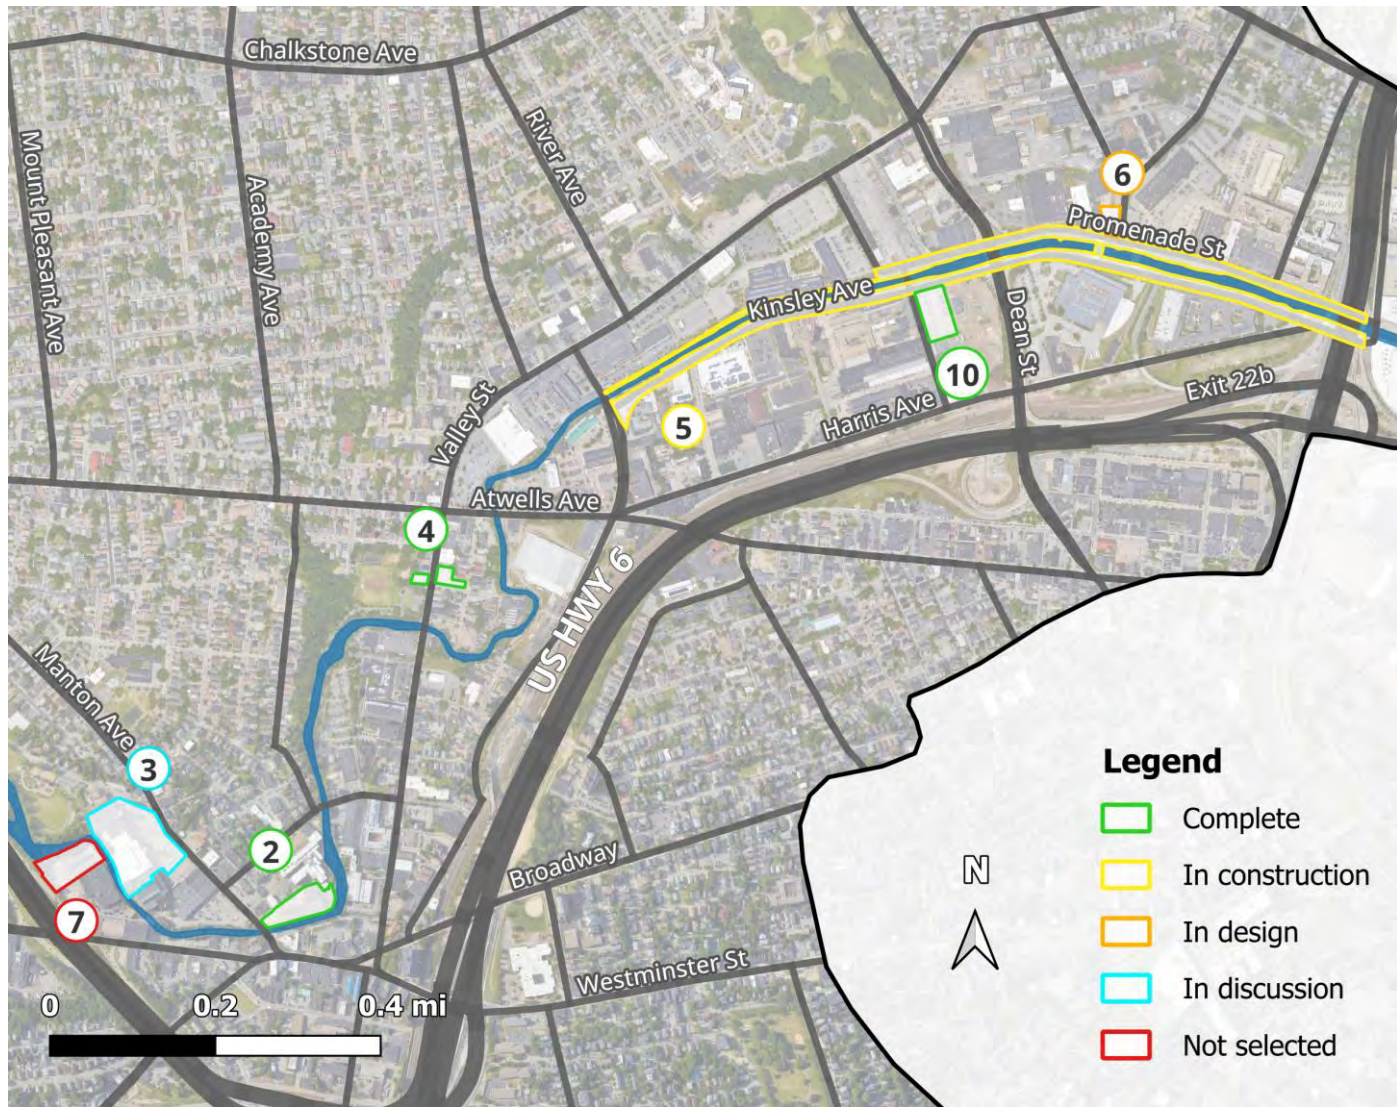 Chalkstone Ave
River Ave
Mount Pleasant Ave
Academy Ave
6
Promenade St
Kinsley Ave
Dean St
10
Exit 22b
Harris Ave
5
Valley St
Atwells Ave
4
US HWY 6
Manton Ave
3
2
7
Broadway
Westminster St
0 0.2 0.4 mi
N
Legend
Complete
In construction
In design
In discussion
Not selected